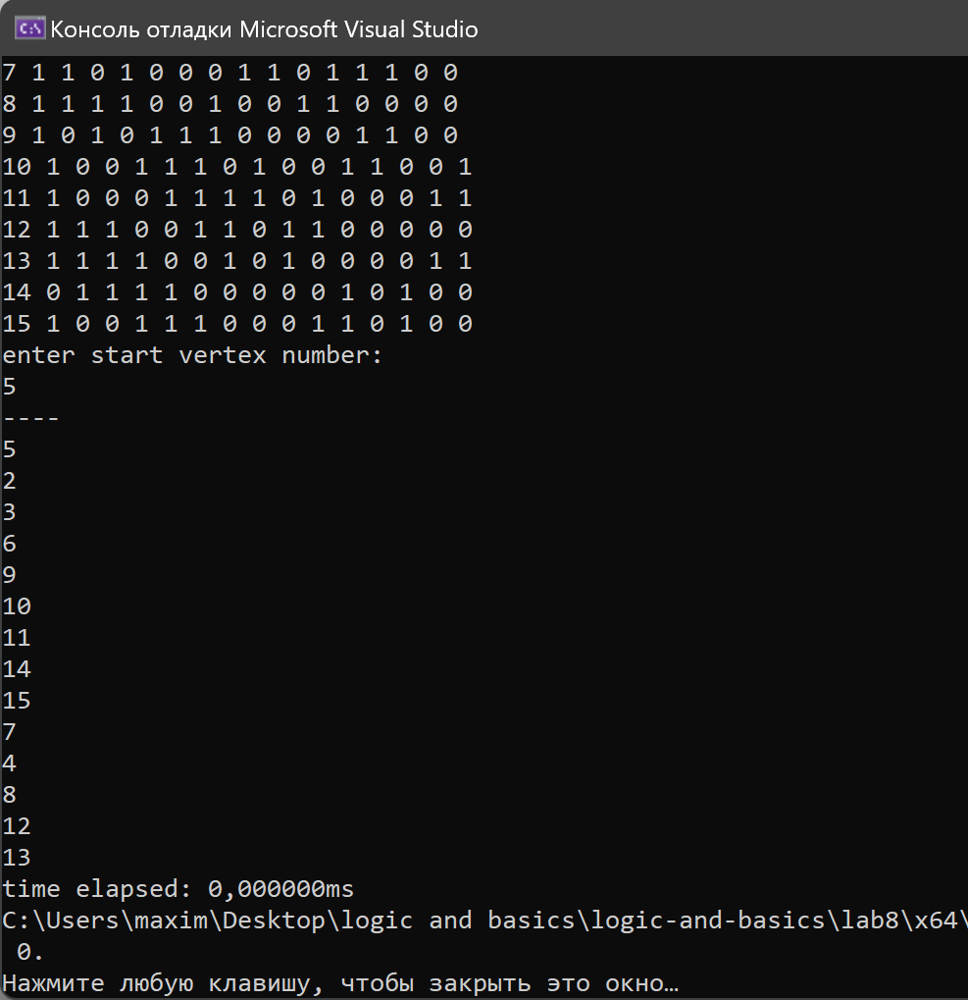 Консоль отладки Microsoft Visual Studio
7 1 1 0 1 0 0 0 1 1 0 1 1 1 0 0
8 1 1 1 1 0 0 1 0 0 1 1 0 0 0 0
9 1 0 1 0 1 1 1 0 0 0 0 1 1 0 0
10 1 0 0 1 1 1 0 1 0 0 1 1 0 0 1
11 1 0 0 0 1 1 1 1 0 1 0 0 0 1 1
12 1 1 1 0 0 1 1 0 1 1 0 0 0 0 0
13 1 1 1 1 0 0 1 0 1 0 0 0 0 1 1
14 0 1 1 1 1 0 0 0 0 0 1 0 1 0 0
15 1 0 0 1 1 1 0 0 0 1 1 0 1 0 0
enter start vertex number:
5
----
5
2
3
6
9
10
11
14
15
7
4
8
12
13
time elapsed: 0,000000ms
C:\Users\maxim\Desktop\logic and basics\logic-and-basics\lab8\x64\
0.
Нажмите любую клавишу, чтобы закрыть это окно…